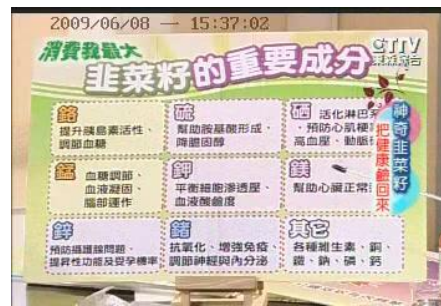 2009/06/08 — 15:37:02
消費我最大
韭菜籽的重要成分
CTTV
鉻
提升胰島素活性、
調節血糖
硫
幫助胺基酸形成、
降膽固醇
硒
活化淋巴系
、預防心肌梗
高血壓、動脈
錳
血糖調節、
血液凝固、
腦部運作
鉀
平衡細胞滲透壓、
血液酸鹼度
鎂
幫助心臟正常
鋅
預防攝護腺問題、
提昇性功能及受孕機率
鍺
抗氧化、增強免疫、
調節神經與內分泌
其它
各種維生素、銅、
鐵、鈉、磷、鈣
神奇韭菜籽
把健康鹼回來